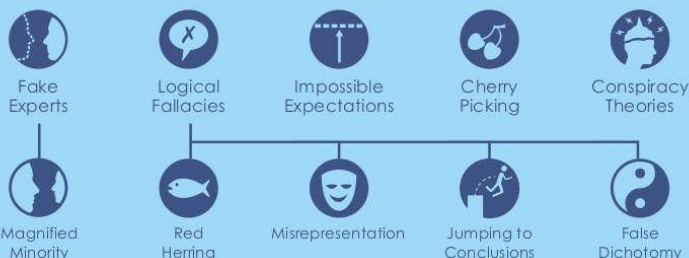 Fake
Experts
Logical
Fallacies
Impossible
Expectations
Cherry
Picking
Conspiracy
Theories
Magnified
Minority
Red
Herring
Misrepresentation
Jumping to
Conclusions
False
Dichotomy